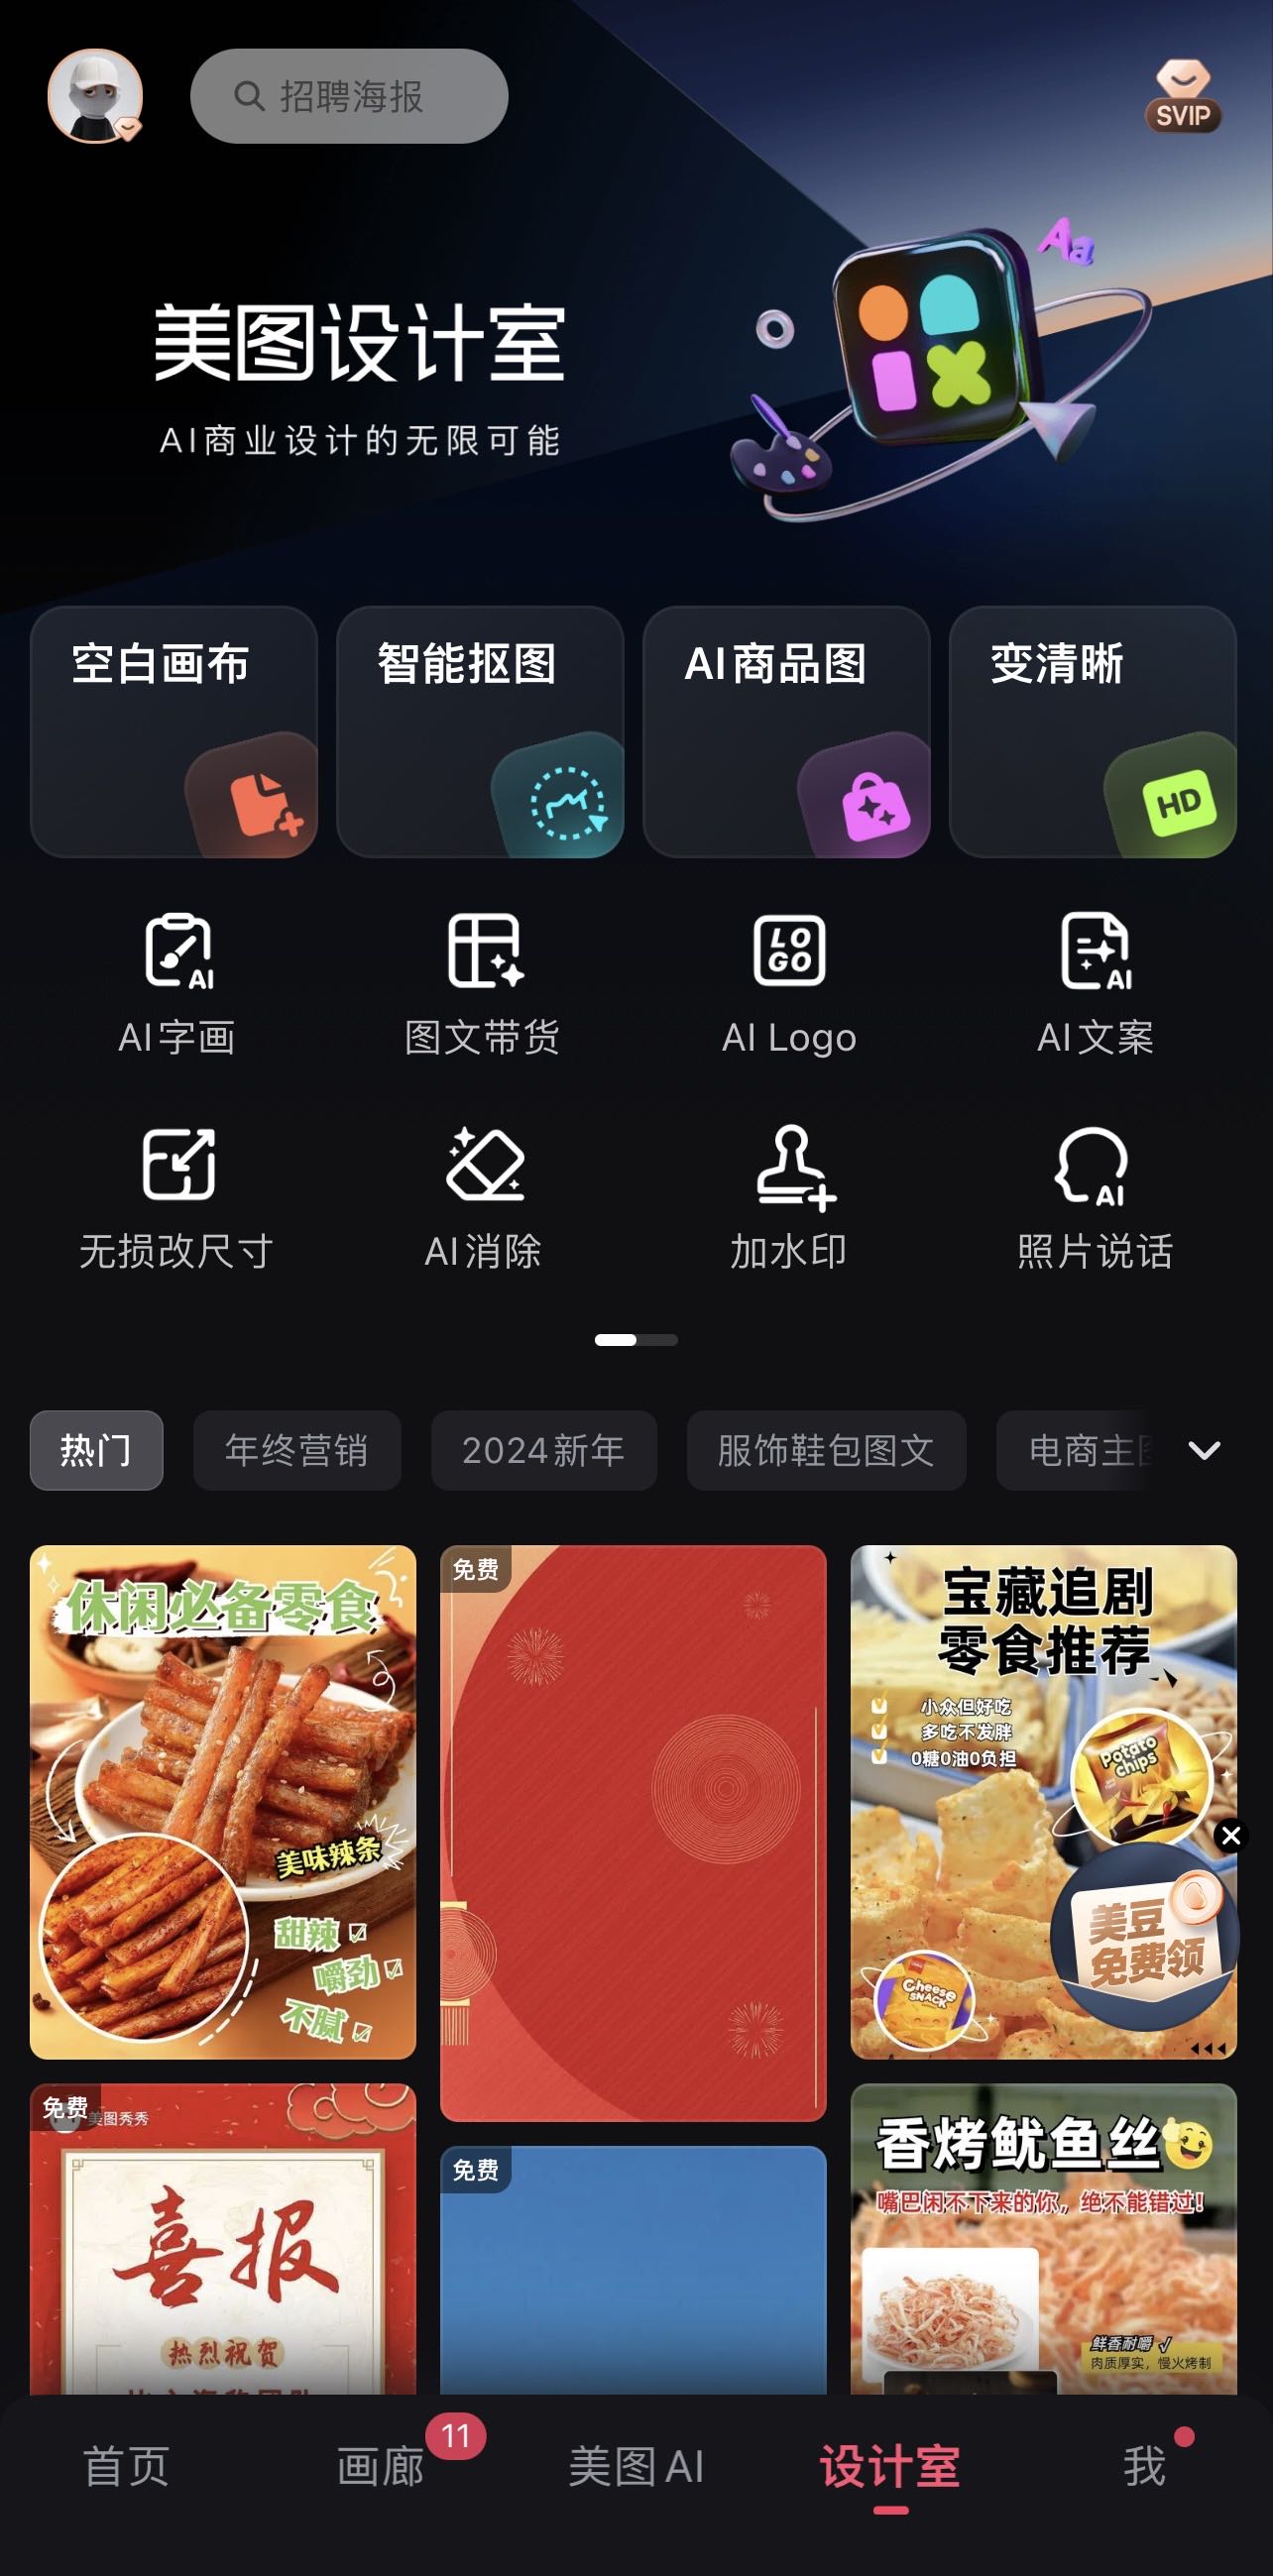 招聘海报
SVIP
Aa
美图设计室
AI商业设计的无限可能
空白画布
智能抠图
AI商品图
变清晰
HD
AI
LO
GO
AI
AI字画
图文带货
AI Logo
AI文案
AI
无损改尺寸
AI消除
加水印
照片说话
热门
年终营销
2024新年
服饰鞋包图文
电商主图
休闲必备零食
美味辣条
甜辣
嚼劲
不腻
免费
宝藏追剧
零食推荐
小众但好吃
多吃不发胖
0糖0油0负担
Potato
chips
美豆
免费领
Cheese
SNACK
免费
美图秀秀
喜报
热烈祝贺
免费
香烤鱿鱼丝
嘴巴闲不下来的你，绝不能错过！
鲜香耐嚼 √
肉质厚实，慢火烤制
首页
画廊
11
美图AI
设计室
我